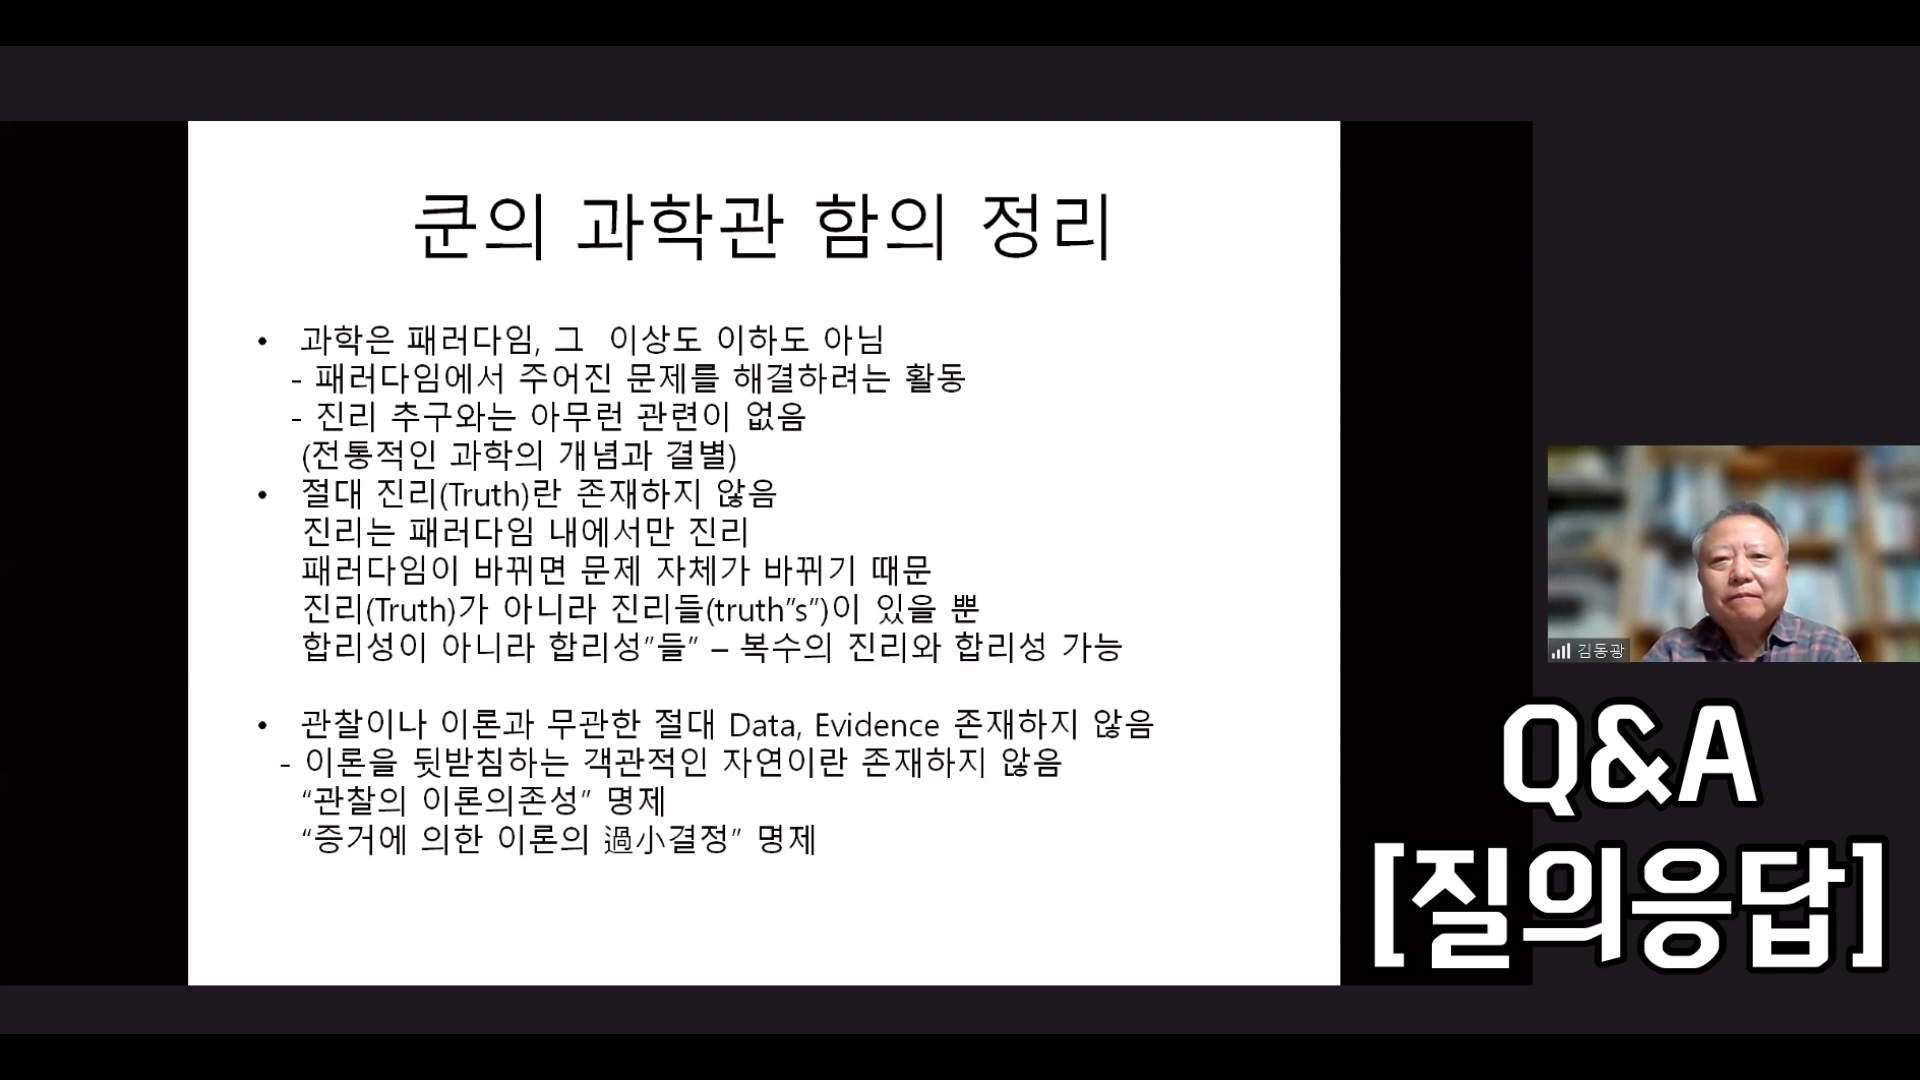 쿤의 과학관 함의 정리
• 과학은 패러다임, 그 이상도 이하도 아님
- 패러다임에서 주어진 문제를 해결하려는 활동
- 진리 추구와는 아무런 관련이 없음
(전통적인 과학의 개념과 결별)
• 절대 진리(Truth)란 존재하지 않음
진리는 패러다임 내에서만 진리
패러다임이 바뀌면 문제 자체가 바뀌기 때문
진리(Truth)가 아니라 진리들(truth"s")이 있을 뿐
합리성이 아니라 합리성"들" – 복수의 진리와 합리성 가능
• 관찰이나 이론과 무관한 절대 Data, Evidence 존재하지 않음
- 이론을 뒷받침하는 객관적인 자연이란 존재하지 않음
“관찰의 이론의존성” 명제
“증거에 의한 이론의 過小결정” 명제
김동광
Q&A
[질의응답]